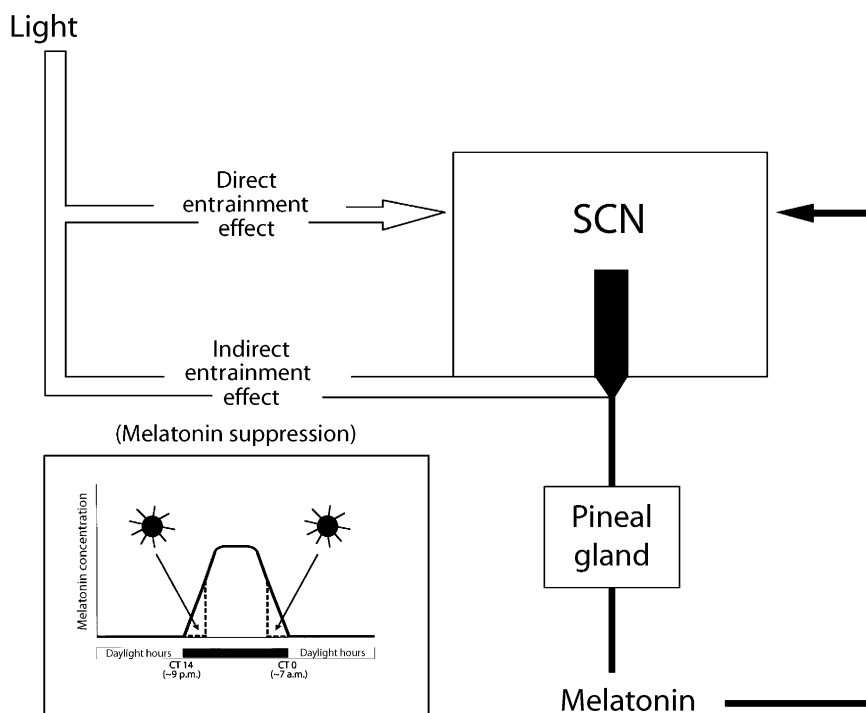 Light
Direct
entrainment
effect
SCN
Indirect
entrainment
effect
(Melatonin suppression)
Melatonin concentration
Daylight hours
Daylight hours
CT 14
(~9 p.m.)
CT 0
(~7 a.m.)
Pineal
gland
Melatonin